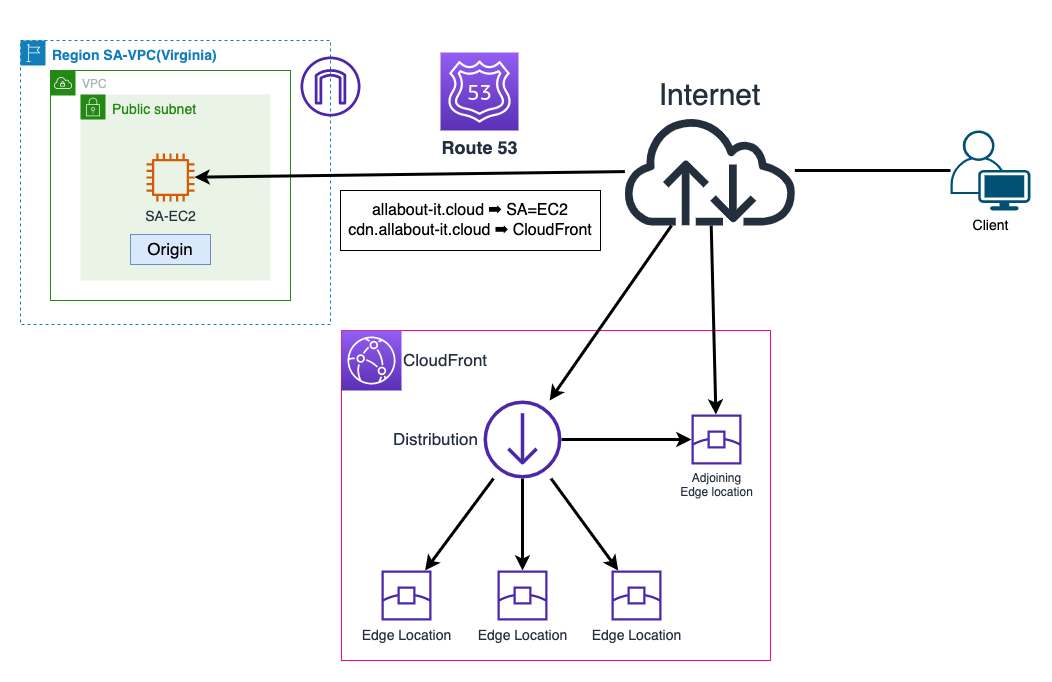 Region SA-VPC(Virginia)
VPC
Public subnet
SA-EC2
Origin
53
Route 53
allabout-it.cloud ➡ SA=EC2
cdn.allabout-it.cloud ➡ CloudFront
Internet
Client
CloudFront
Distribution
Adjoining
Edge location
Edge Location
Edge Location
Edge Location